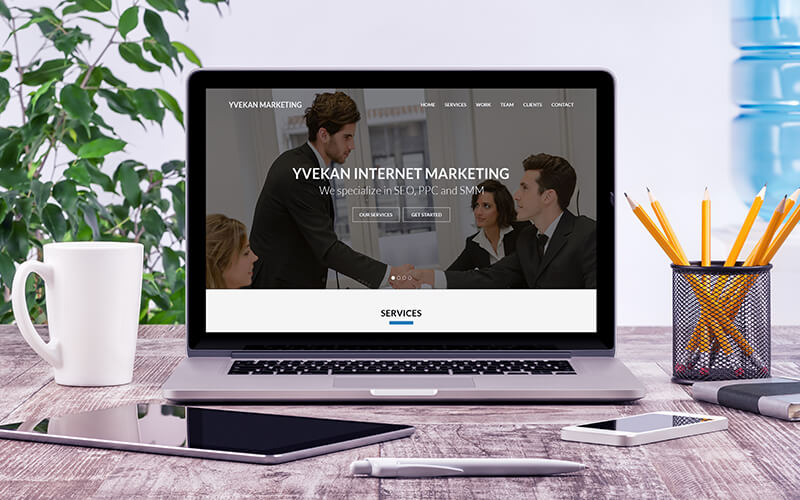 YVEKAN MARKETING
HOME SERVICES WORK TEAM CLIENTS CONTACT
YVEKAN INTERNET MARKETING
We specialize in SEO, PPC and SMM
OUR SERVICES GET STARTED
SERVICES